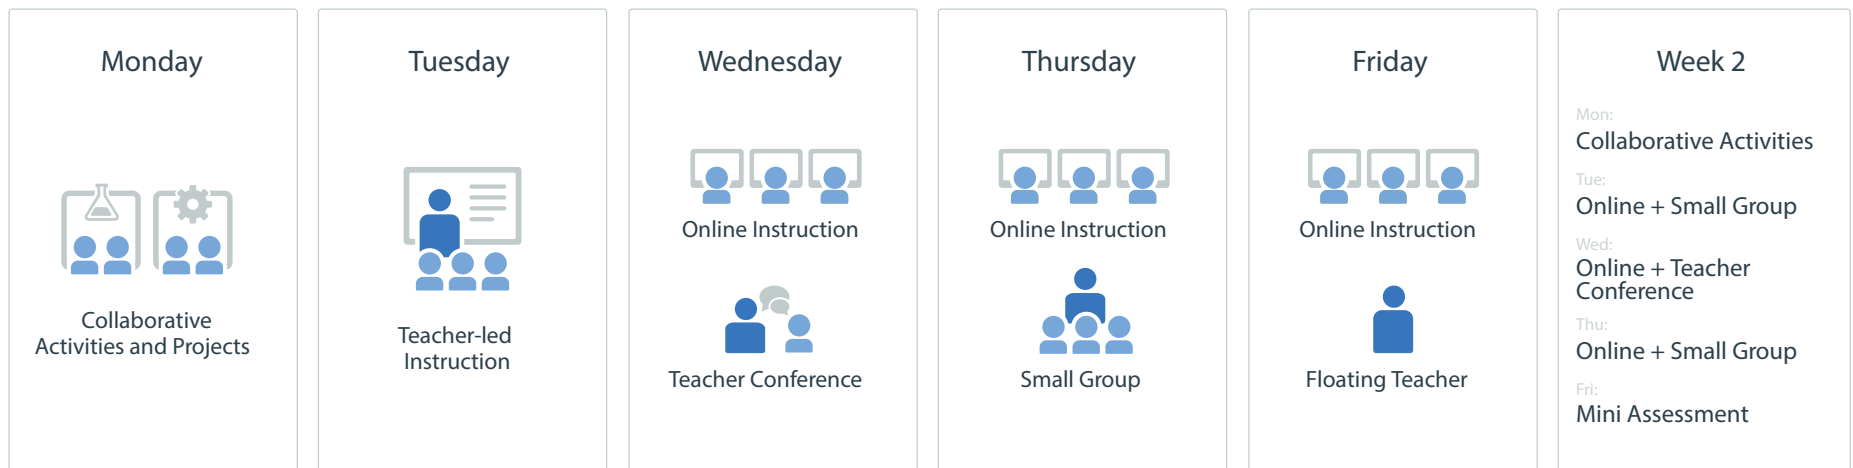 Monday
Collaborative
Activities and Projects
Tuesday
Teacher-led
Instruction
Wednesday
Online Instruction
Teacher Conference
Thursday
Online Instruction
Small Group
Friday
Online Instruction
Floating Teacher
Week 2
Mon:
Collaborative Activities
Tue:
Online + Small Group
Wed:
Online + Teacher
Conference
Thu:
Online + Small Group
Fri:
Mini Assessment